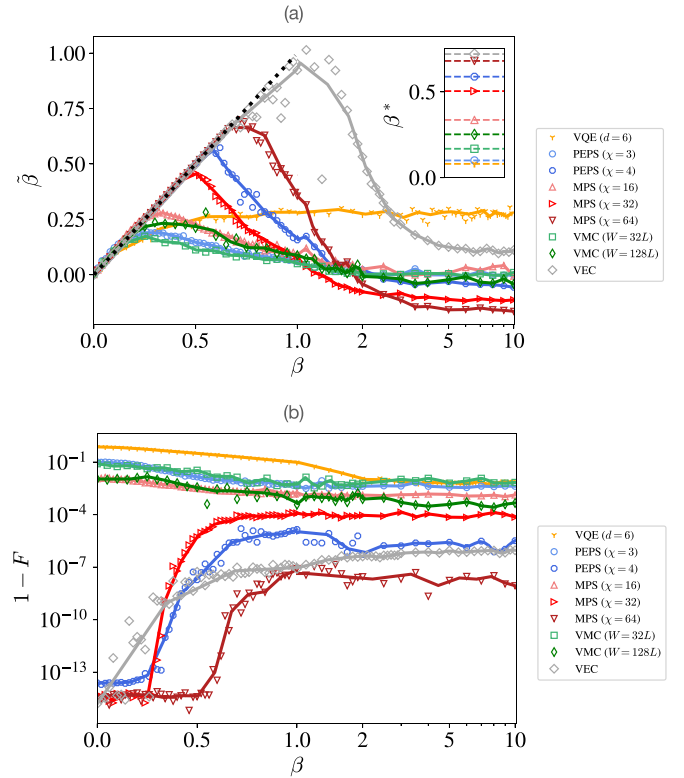 (a)
1.00
0.75
0.50
0.25
0.00
β̃
0.0
0.5
1.0
2
5
10
β
0.5
0.0
β*
VQE (d = 6)
PEPS (χ = 3)
PEPS (χ = 4)
MPS (χ = 16)
MPS (χ = 32)
MPS (χ = 64)
VMC (W = 32L)
VMC (W = 128L)
VEC
(b)
10⁻¹
10⁻⁴
10⁻⁷
10⁻¹⁰
10⁻¹³
1 − F
0.0
0.5
1.0
2
5
10
β
VQE (d = 6)
PEPS (χ = 3)
PEPS (χ = 4)
MPS (χ = 16)
MPS (χ = 32)
MPS (χ = 64)
VMC (W = 32L)
VMC (W = 128L)
VEC